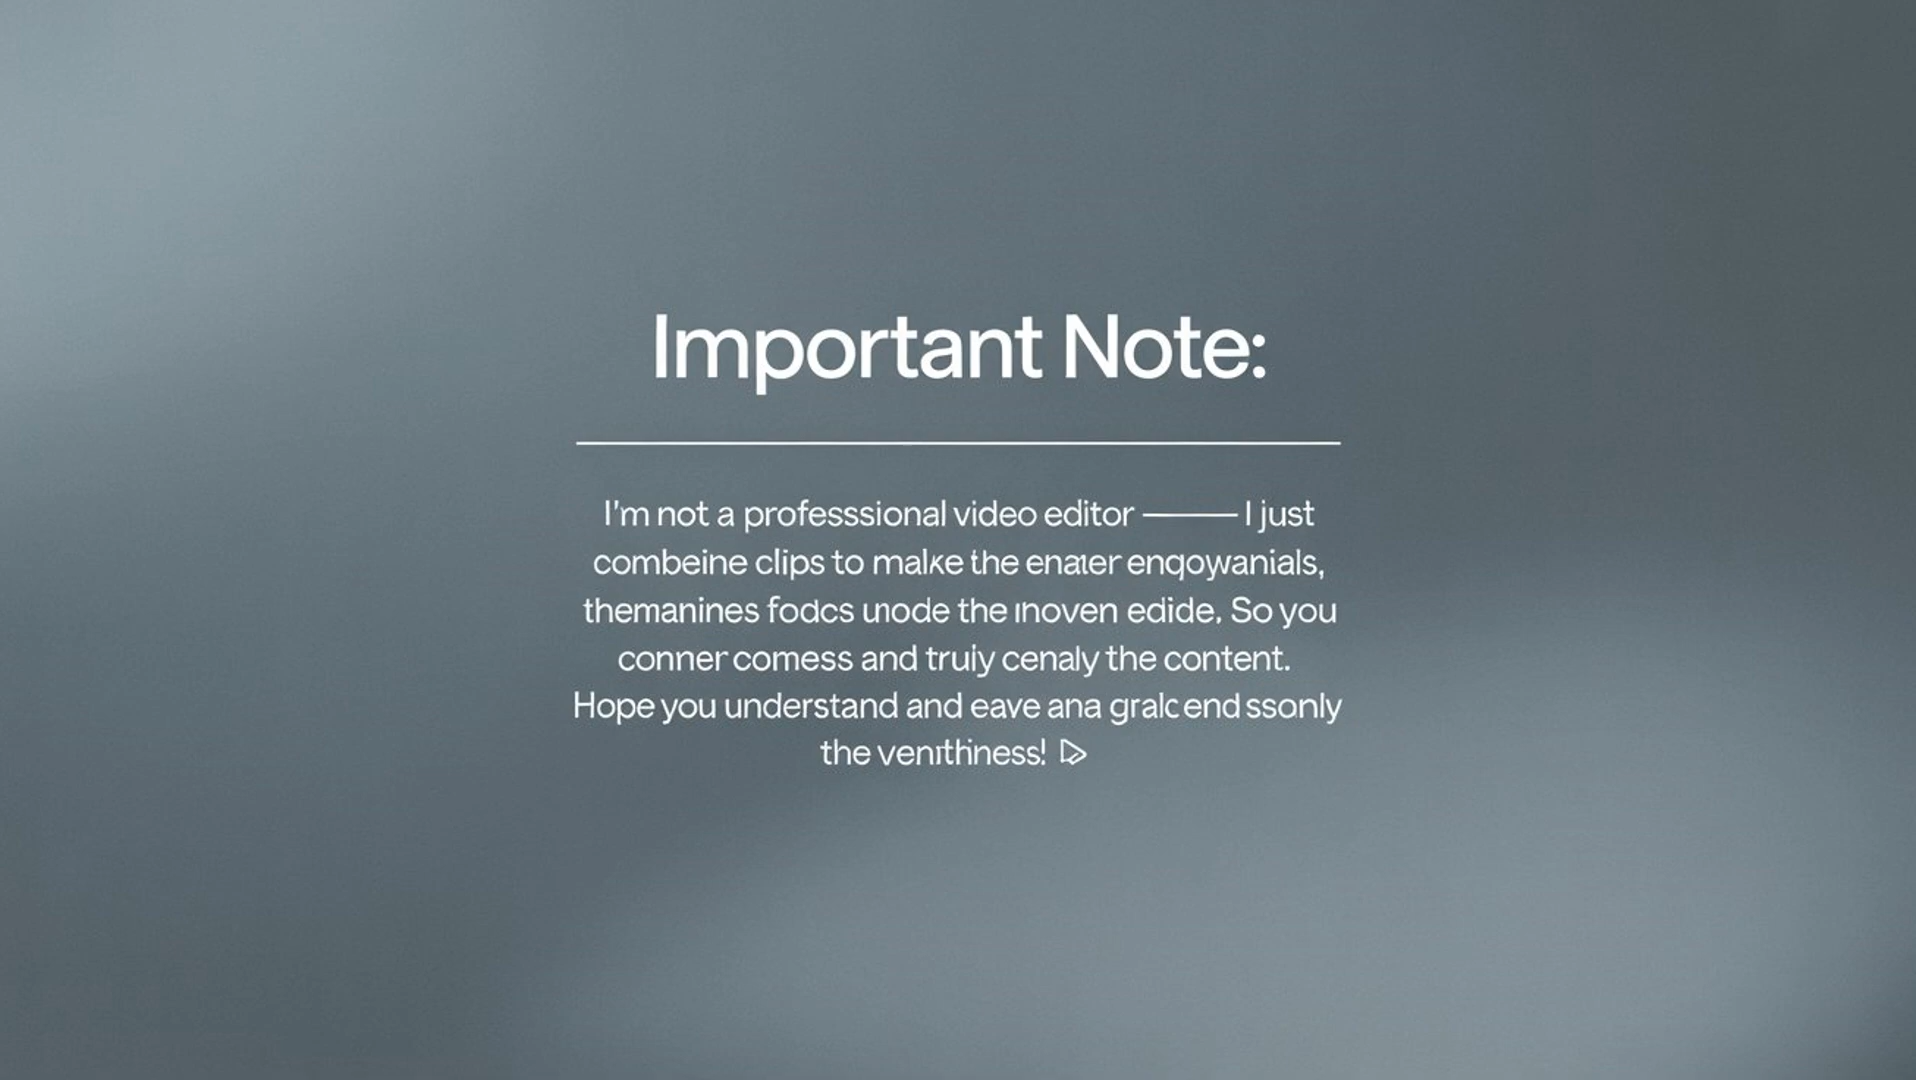 Important Note:
I'm not a professsional video editor —— I just
combeine clips to malke the enater enqowanials,
themanines fodcs unode the inoven edide. So you
conner comess and truiy cenaly the content.
Hope you understand and eave ana gralc end ssonly
the venithiness!